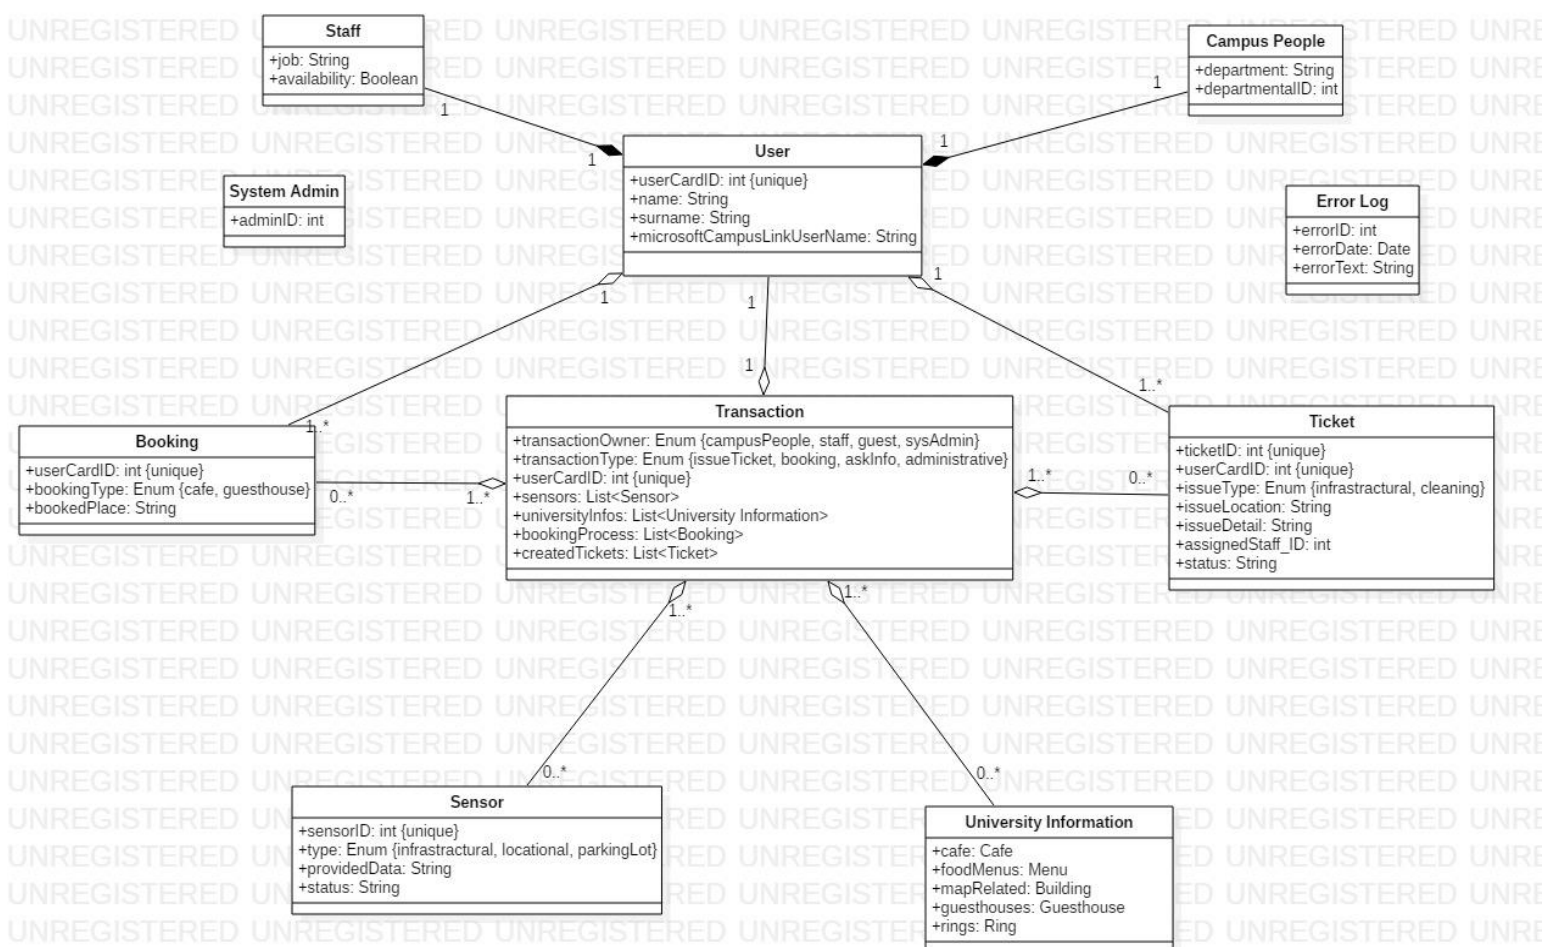 Staff
+job: String
+availability: Boolean
1
1
Campus People
+department: String
+departmentalID: int
1
1
User
+userCardID: int {unique}
+name: String
+surname: String
+microsoftCampusLinkUserName: String
System Admin
+adminID: int
Error Log
+errorID: int
+errorDate: Date
+errorText: String
1
1
1
1
1..*
1..*
Booking
+userCardID: int {unique}
+bookingType: Enum {cafe, guesthouse}
+bookedPlace: String
0..*
1..*
Transaction
+transactionOwner: Enum {campusPeople, staff, guest, sysAdmin}
+transactionType: Enum {issueTicket, booking, askInfo, administrative}
+userCardID: int {unique}
+sensors: List<Sensor>
+universityInfos: List<University Information>
+bookingProcess: List<Booking>
+createdTickets: List<Ticket>
1..*
0..*
Ticket
+ticketID: int {unique}
+userCardID: int {unique}
+issueType: Enum {infrastractural, cleaning}
+issueLocation: String
+issueDetail: String
+assignedStaff_ID: int
+status: String
1..*
1..*
0..*
0..*
Sensor
+sensorID: int {unique}
+type: Enum {infrastractural, locational, parkingLot}
+providedData: String
+status: String
University Information
+cafe: Cafe
+foodMenus: Menu
+mapRelated: Building
+guesthouses: Guesthouse
+rings: Ring
UNREGISTERED